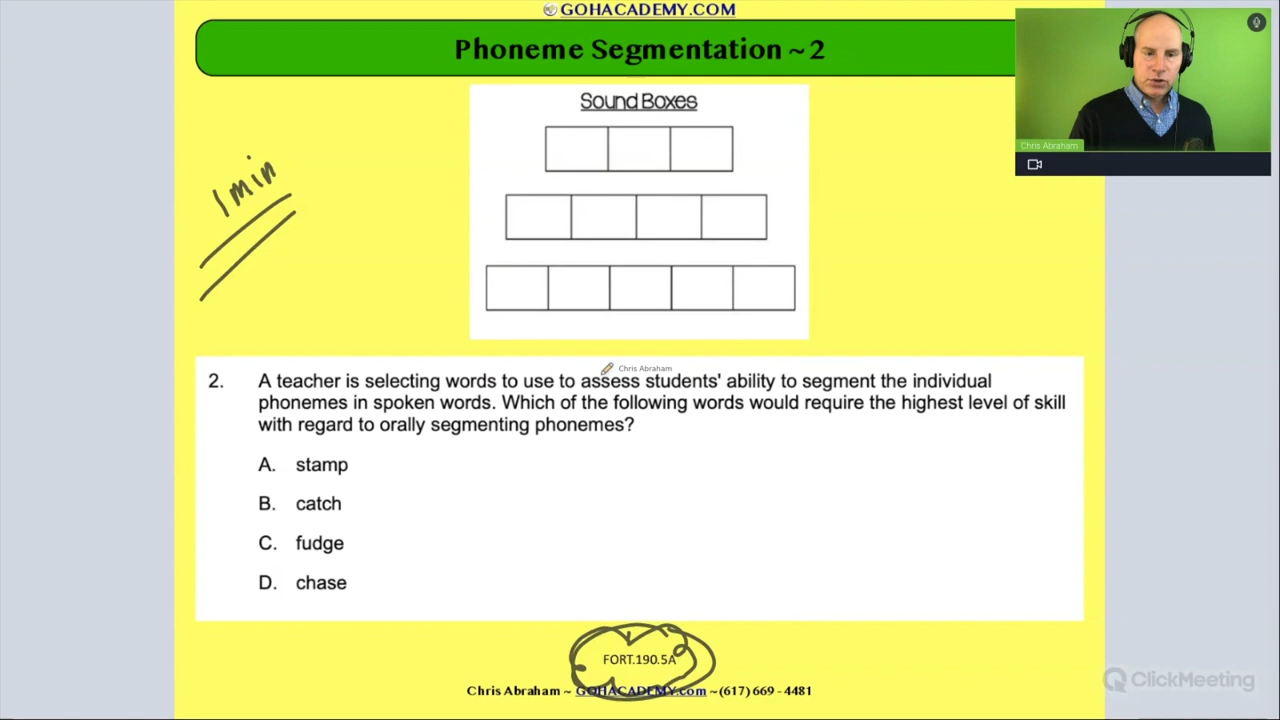 GOHACADEMY.COM
Phoneme Segmentation ~ 2
Chris Abraham
Sound Boxes
1 min
Chris Abraham
2. A teacher is selecting words to use to assess students' ability to segment the individual
phonemes in spoken words. Which of the following words would require the highest level of skill
with regard to orally segmenting phonemes?
A. stamp
B. catch
C. fudge
D. chase
FORT.190.5A
Chris Abraham ~ GOHACADEMY.com ~(617) 669 - 4481
ClickMeeting